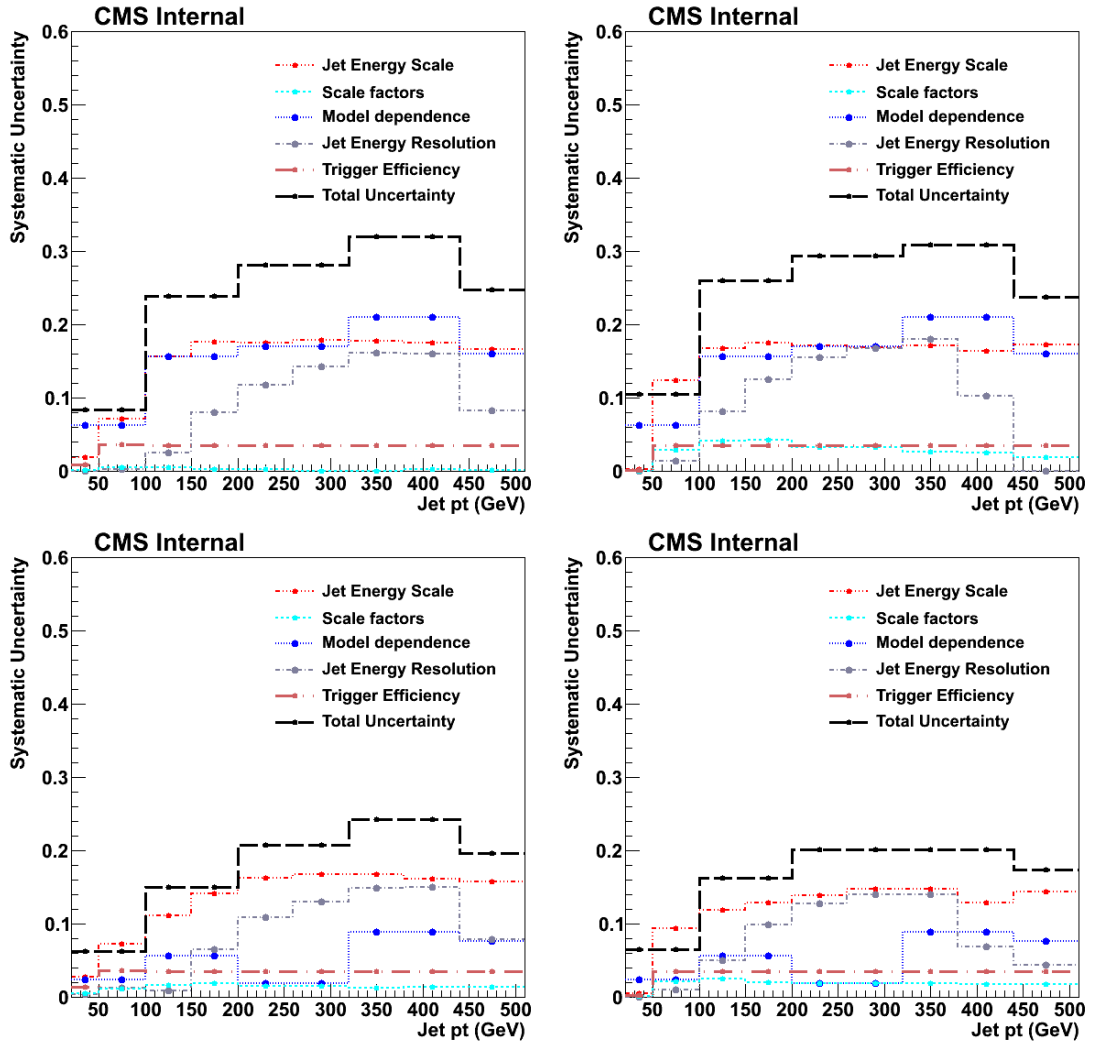 CMS Internal
Systematic Uncertainty
0.6
0.5
0.4
0.3
0.2
0.1
0
Jet Energy Scale
Scale factors
Model dependence
Jet Energy Resolution
Trigger Efficiency
Total Uncertainty
50 100 150 200 250 300 350 400 450 500
Jet pt (GeV)
CMS Internal
Systematic Uncertainty
0.6
0.5
0.4
0.3
0.2
0.1
0
Jet Energy Scale
Scale factors
Model dependence
Jet Energy Resolution
Trigger Efficiency
Total Uncertainty
50 100 150 200 250 300 350 400 450 500
Jet pt (GeV)
CMS Internal
Systematic Uncertainty
0.6
0.5
0.4
0.3
0.2
0.1
0
Jet Energy Scale
Scale factors
Model dependence
Jet Energy Resolution
Trigger Efficiency
Total Uncertainty
50 100 150 200 250 300 350 400 450 500
Jet pt (GeV)
CMS Internal
Systematic Uncertainty
0.6
0.5
0.4
0.3
0.2
0.1
0
Jet Energy Scale
Scale factors
Model dependence
Jet Energy Resolution
Trigger Efficiency
Total Uncertainty
50 100 150 200 250 300 350 400 450 500
Jet pt (GeV)